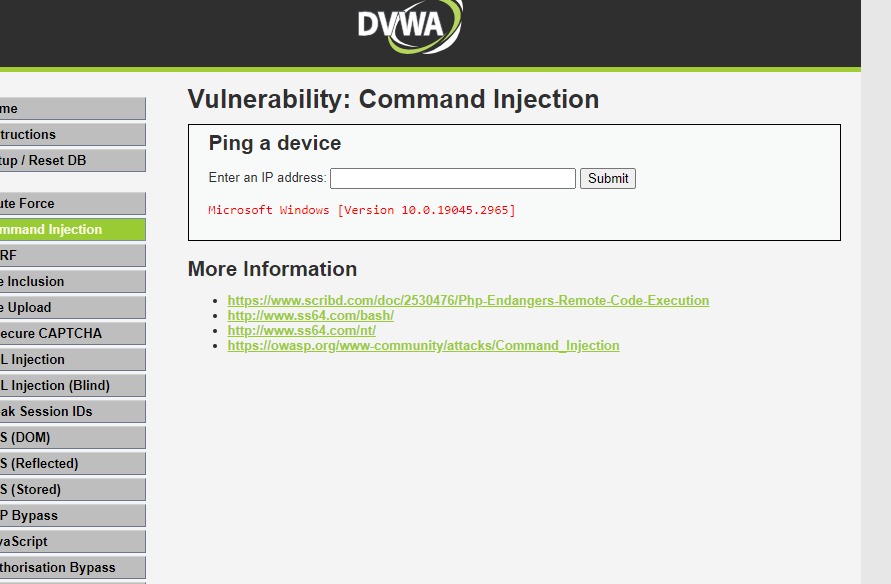 DVWA
Vulnerability: Command Injection
me
tructions
tup / Reset DB
ute Force
mmand Injection
RF
e Inclusion
e Upload
ecure CAPTCHA
L Injection
L Injection (Blind)
ak Session IDs
S (DOM)
S (Reflected)
S (Stored)
P Bypass
vaScript
thorisation Bypass
Ping a device
Enter an IP address: Submit
Microsoft Windows [Version 10.0.19045.2965]
More Information
https://www.scribd.com/doc/2530476/Php-Endangers-Remote-Code-Execution
http://www.ss64.com/bash/
http://www.ss64.com/nt/
https://owasp.org/www-community/attacks/Command_Injection